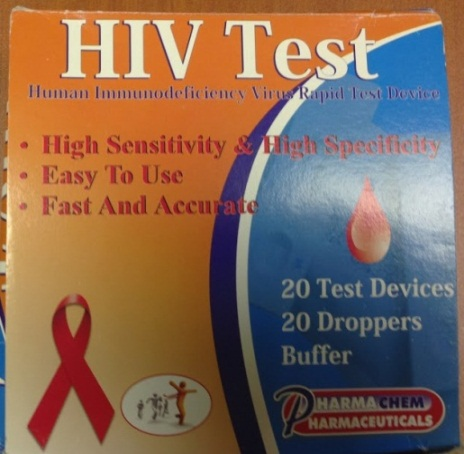 HIV Test
Human Immunodeficiency Virus Rapid Test Device
• High Sensitivity & High Specificity
• Easy To Use
• Fast And Accurate
20 Test Devices
20 Droppers
Buffer
PHARMACHEM
PHARMACEUTICALS